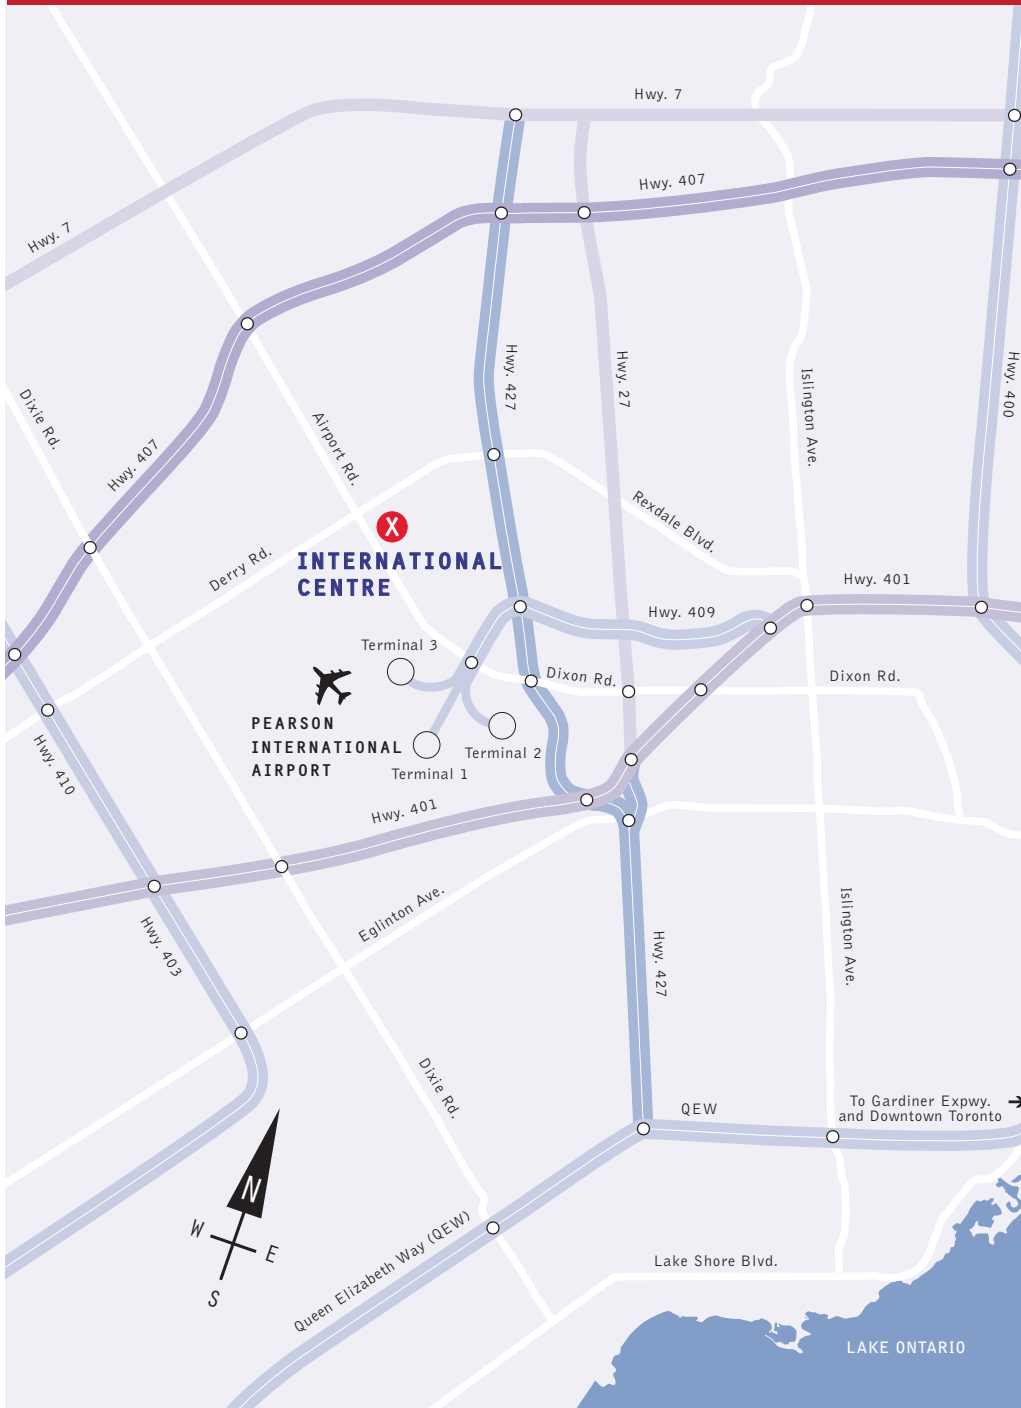 Hwy. 7
Hwy. 407
Hwy. 7
Hwy. 427
Hwy. 27
Islington Ave.
Hwy. 400
Dixie Rd.
Airport Rd.
Hwy. 407
Rexdale Blvd.
X
INTERNATIONAL
CENTRE
Derry Rd.
Hwy. 401
Hwy. 409
Terminal 3
Dixon Rd.
Dixon Rd.
PEARSON
INTERNATIONAL
AIRPORT
Terminal 2
Terminal 1
Hwy. 410
Hwy. 401
Eglinton Ave.
Islington Ave.
Hwy. 403
Hwy. 427
Dixie Rd.
QEW
To Gardiner Expwy.
and Downtown Toronto
N
W
E
S
Queen Elizabeth Way (QEW)
Lake Shore Blvd.
LAKE ONTARIO